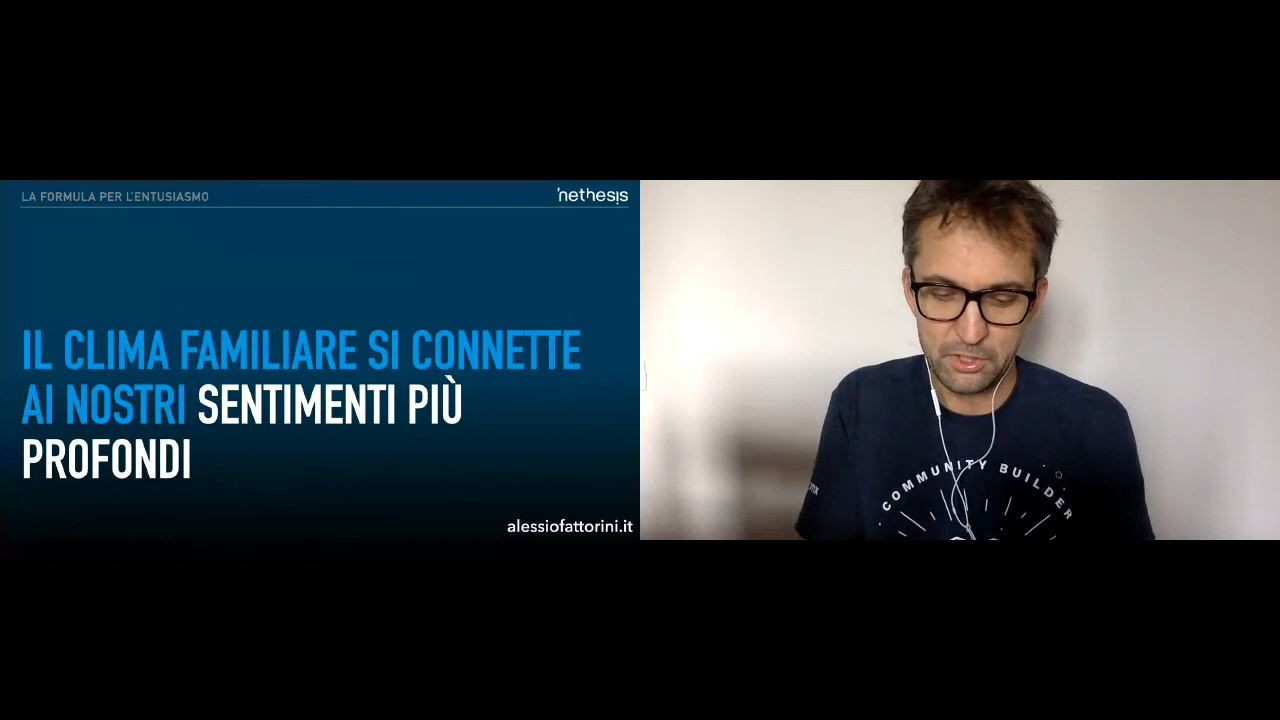 LA FORMULA PER L'ENTUSIASMO
nethesis
IL CLIMA FAMILIARE SI CONNETTE
AI NOSTRI SENTIMENTI PIÙ
PROFONDI
alessiofattorini.it
COMMUNITY BUILDER